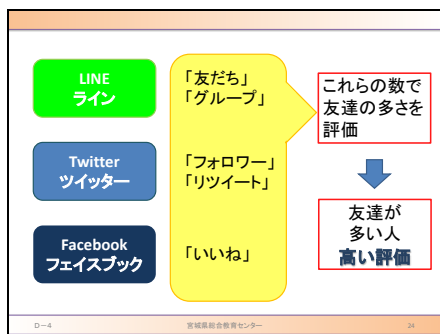 LINE
ライン
「友だち」
「グループ」
これらの数で
友達の多さを
評価
Twitter
ツイッター
「フォロワー」
「リツイート」
友達が
多い人
高い評価
Facebook
フェイスブック
「いいね」
D－4
宮城県総合教育センター
24